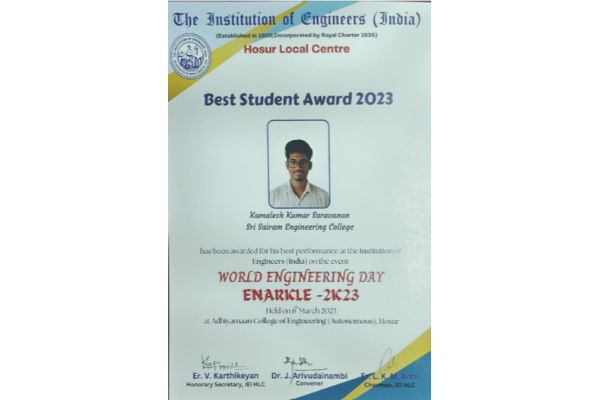 The Institution of Engineers (India)
(Established in 1920, Incorporated by Royal Charter 1935)
Hosur Local Centre
Best Student Award 2023
Kamalesh Kumar Saravanan
Sri Sairam Engineering College
has been awarded for his best performance at the Institution of
Engineers (India) on the event
WORLD ENGINEERING DAY
ENARKLE -2K23
Held on 6th March 2023
at Adhiyamaan College of Engineering (Autonomous), Hosur
Er. V. Karthikeyan
Honorary Secretary, IEI HLC
Dr. J. Arivudainambi
Convener
Er. L. K. M. Adhi
Chairman, IEI HLC